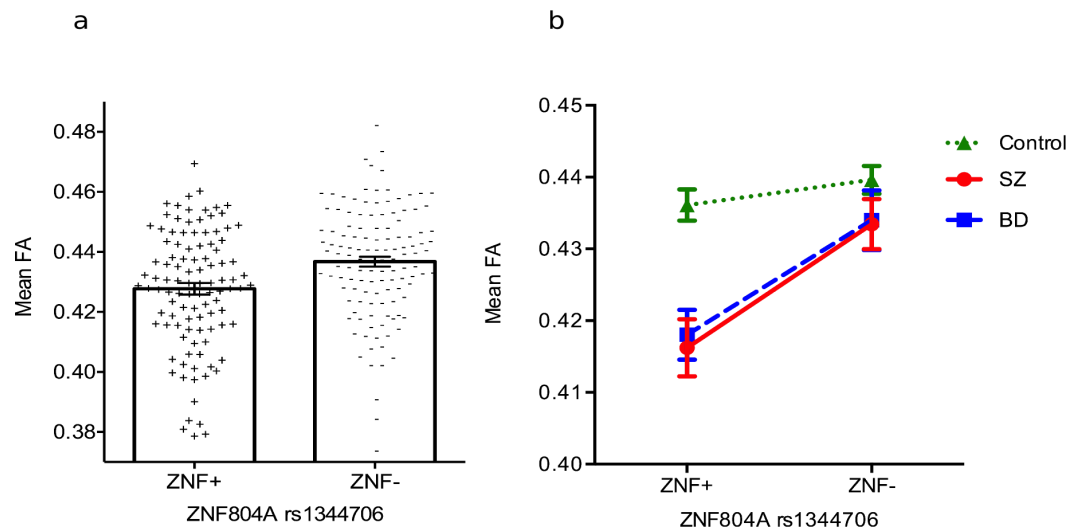 a
0.48
0.46
0.44
0.42
0.40
0.38
Mean FA
ZNF+ ZNF-
ZNF804A rs1344706
b
0.45
0.44
0.43
0.42
0.41
0.40
Mean FA
ZNF+ ZNF-
ZNF804A rs1344706
Control
SZ
BD